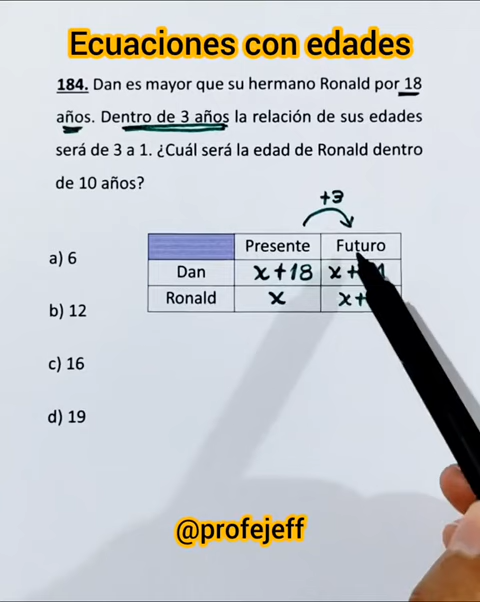 Ecuaciones con edades
184. Dan es mayor que su hermano Ronald por 18
años. Dentro de 3 años la relación de sus edades
será de 3 a 1. ¿Cuál será la edad de Ronald dentro
de 10 años?
+3
Presente Futuro
Dan x+18 x+
Ronald x x+
a) 6
b) 12
c) 16
d) 19
@profejeff